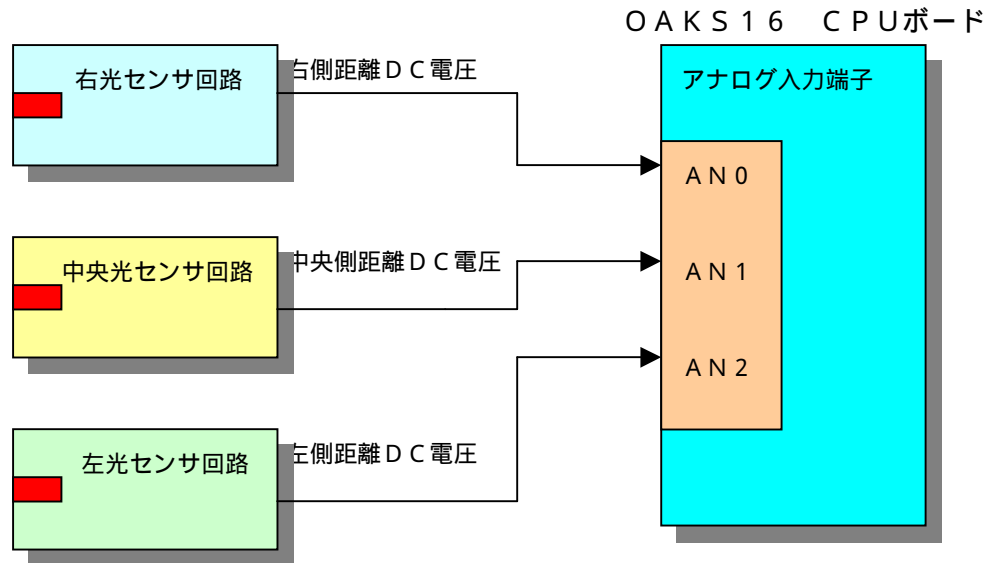 OAKS16 CPUボード
右光センサ回路
右側距離DC電圧
アナログ入力端子
AN0
中央光センサ回路
中央側距離DC電圧
AN1
AN2
左光センサ回路
左側距離DC電圧